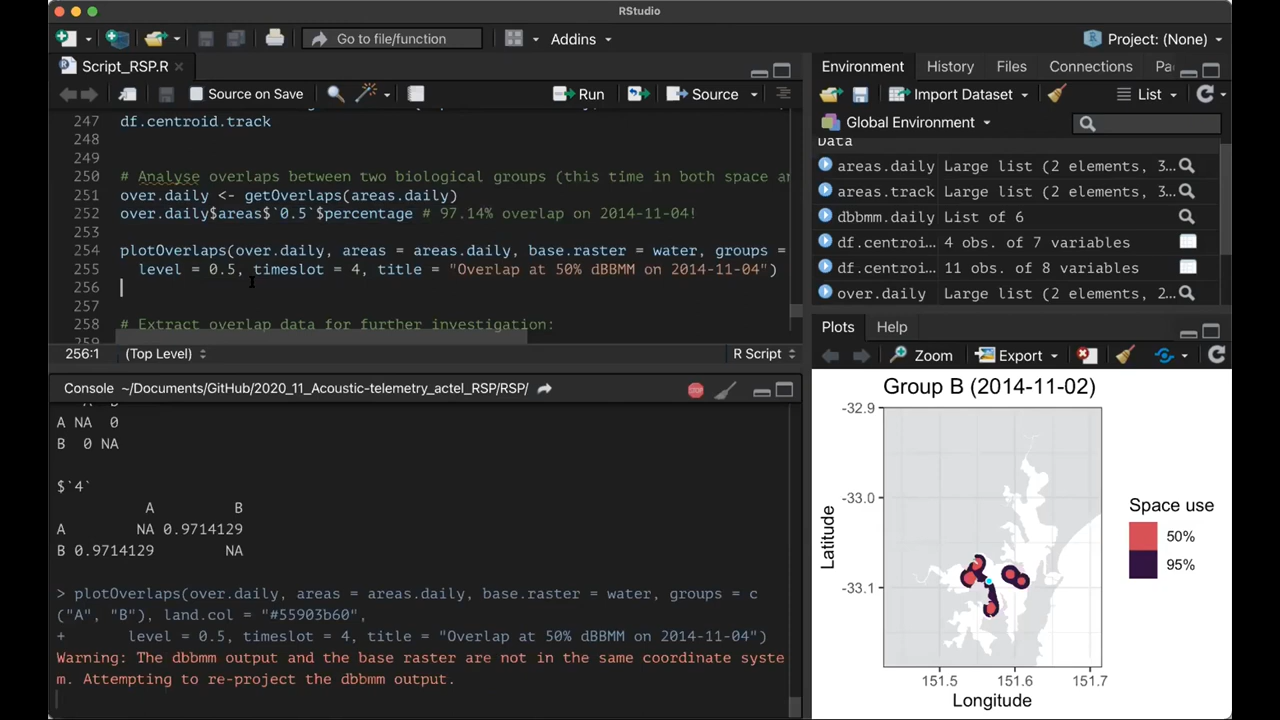 RStudio
Go to file/function
Addins
Project: (None)
Script_RSP.R
Source on Save
Run
Source
247
df.centroid.track
248
249
250 # Analyse overlaps between two biological groups (this time in both space
251 over.daily <- getOverlaps(areas.daily)
252 over.daily$areas$`0.5`$percentage # 97.14% overlap on 2014-11-04!
253
254 plotOverlaps(over.daily, areas = areas.daily, base.raster = water, groups =
255 level = 0.5, timeslot = 4, title = "Overlap at 50% dBBMM on 2014-11-04")
256
257
258 # Extract overlap data for further investigation:
256:1 (Top Level) R Script
Console ~/Documents/GitHub/2020_11_Acoustic-telemetry_actel_RSP/RSP/
A NA 0
B 0 NA
$`4`
A B
A NA 0.9714129
B 0.9714129 NA
> plotOverlaps(over.daily, areas = areas.daily, base.raster = water, groups = c
("A", "B"), land.col = "#55903b60",
+ level = 0.5, timeslot = 4, title = "Overlap at 50% dBBMM on 2014-11-04")
Warning: The dbbmm output and the base raster are not in the same coordinate syste
m. Attempting to re-project the dbbmm output.
Environment History Files Connections Pa
Import Dataset List
Global Environment
Data
areas.daily Large list (2 elements, 3...
areas.track Large list (2 elements, 3...
dbbmm.daily List of 6
df.centroi... 4 obs. of 7 variables
df.centroi... 11 obs. of 8 variables
over.daily Large list (2 elements, 2...
Plots Help
Zoom Export
Group B (2014-11-02)
-32.9
-33.0
-33.1
Latitude
151.5 151.6 151.7
Longitude
Space use
50%
95%